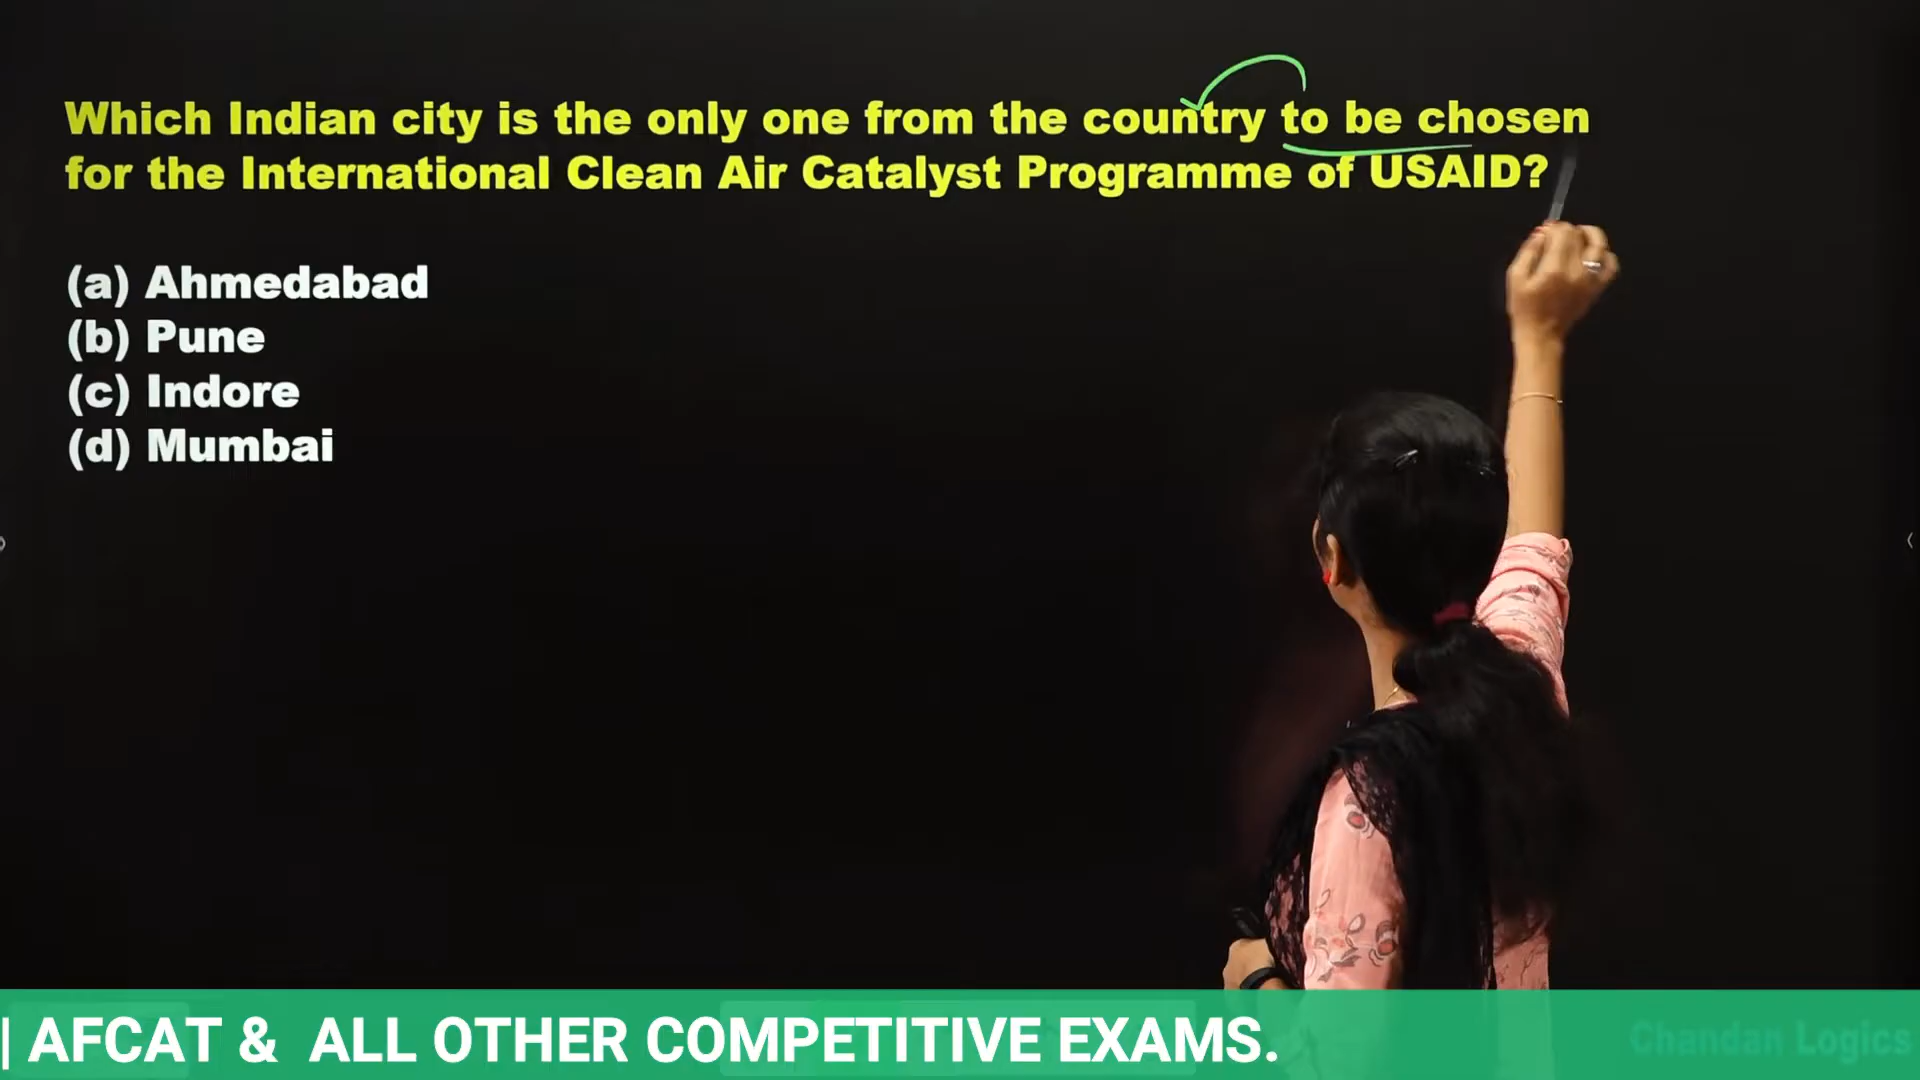 Which Indian city is the only one from the country to be chosen
for the International Clean Air Catalyst Programme of USAID?
(a) Ahmedabad
(b) Pune
(c) Indore
(d) Mumbai
| AFCAT & ALL OTHER COMPETITIVE EXAMS.
Chandan Logics